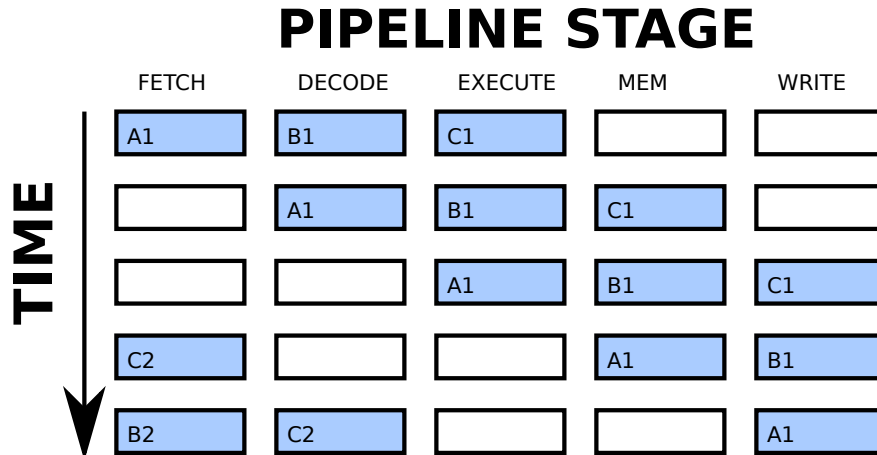 PIPELINE STAGE
FETCH DECODE EXECUTE MEM WRITE
TIME
A1 B1 C1
A1 B1 C1
A1 B1 C1
C2 A1 B1
B2 C2 A1